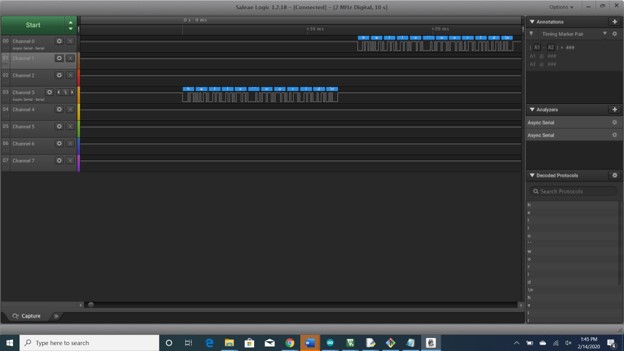 Saleae Logic 1.2.18 - [Connected] - [2 MHz Digital, 10 s]
Options
Start
0 s : 0 ms
+10 ms
+20 ms
00 Channel 0
Async Serial - Serial
01 Channel 1
02 Channel 2
03 Channel 3
Async Serial - Serial
04 Channel 4
05 Channel 5
06 Channel 6
07 Channel 7
Annotations
Timing Marker Pair
| A1 - A2 | = ###
A1 @ ###
A2 @ ###
Analyzers
Async Serial
Async Serial
Decoded Protocols
Search Protocols
h
e
l
l
o
w
o
r
l
d
\n
h
e
l
Capture
Type here to search
1:45 PM
2/14/2020